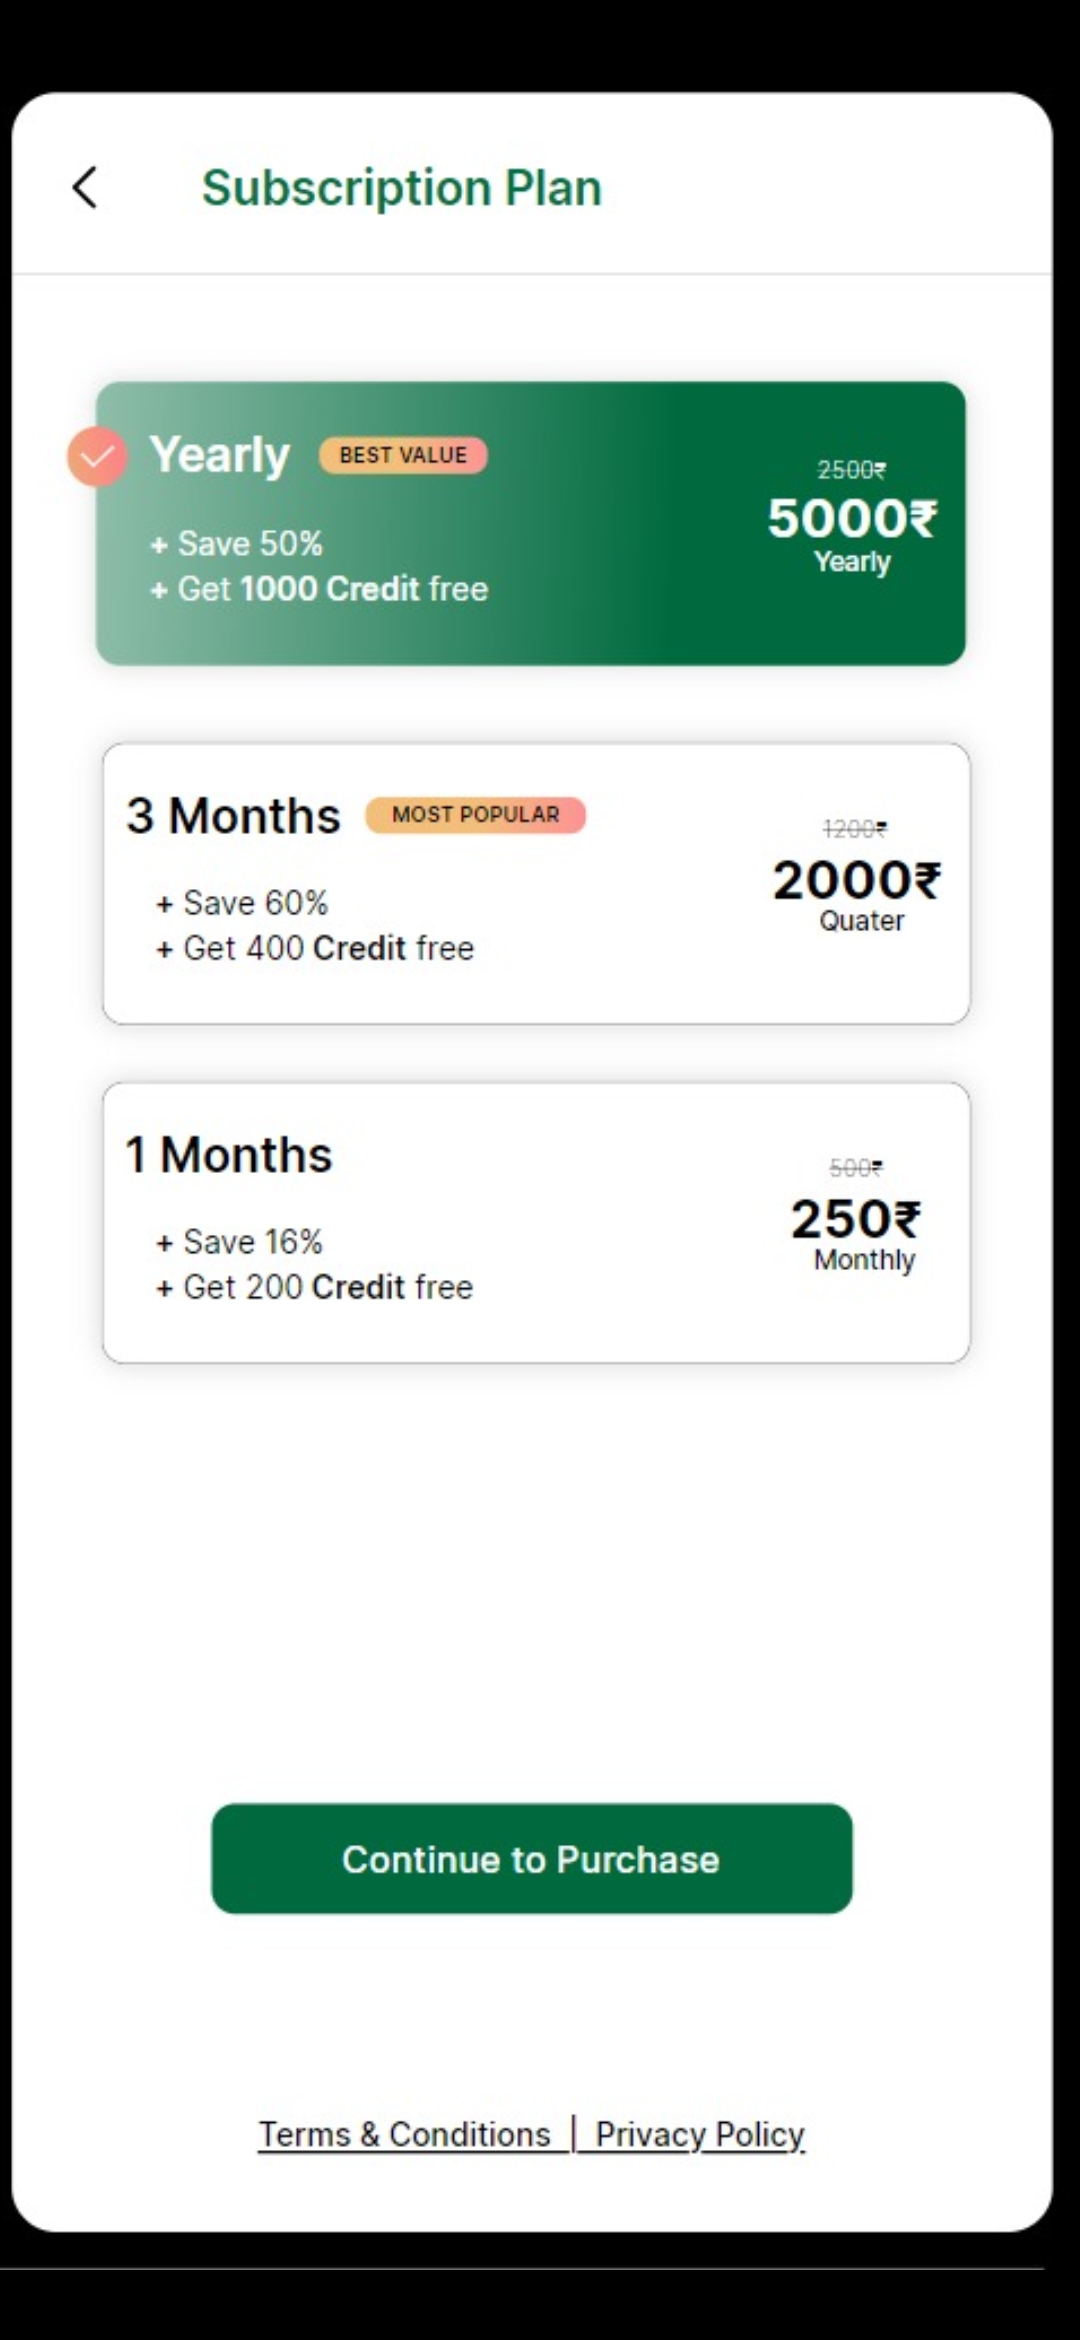 Subscription Plan
Yearly BEST VALUE
+ Save 50%
+ Get 1000 Credit free
2500₹
5000₹
Yearly
3 Months MOST POPULAR
+ Save 60%
+ Get 400 Credit free
1200₹
2000₹
Quater
1 Months
+ Save 16%
+ Get 200 Credit free
500₹
250₹
Monthly
Continue to Purchase
Terms & Conditions | Privacy Policy